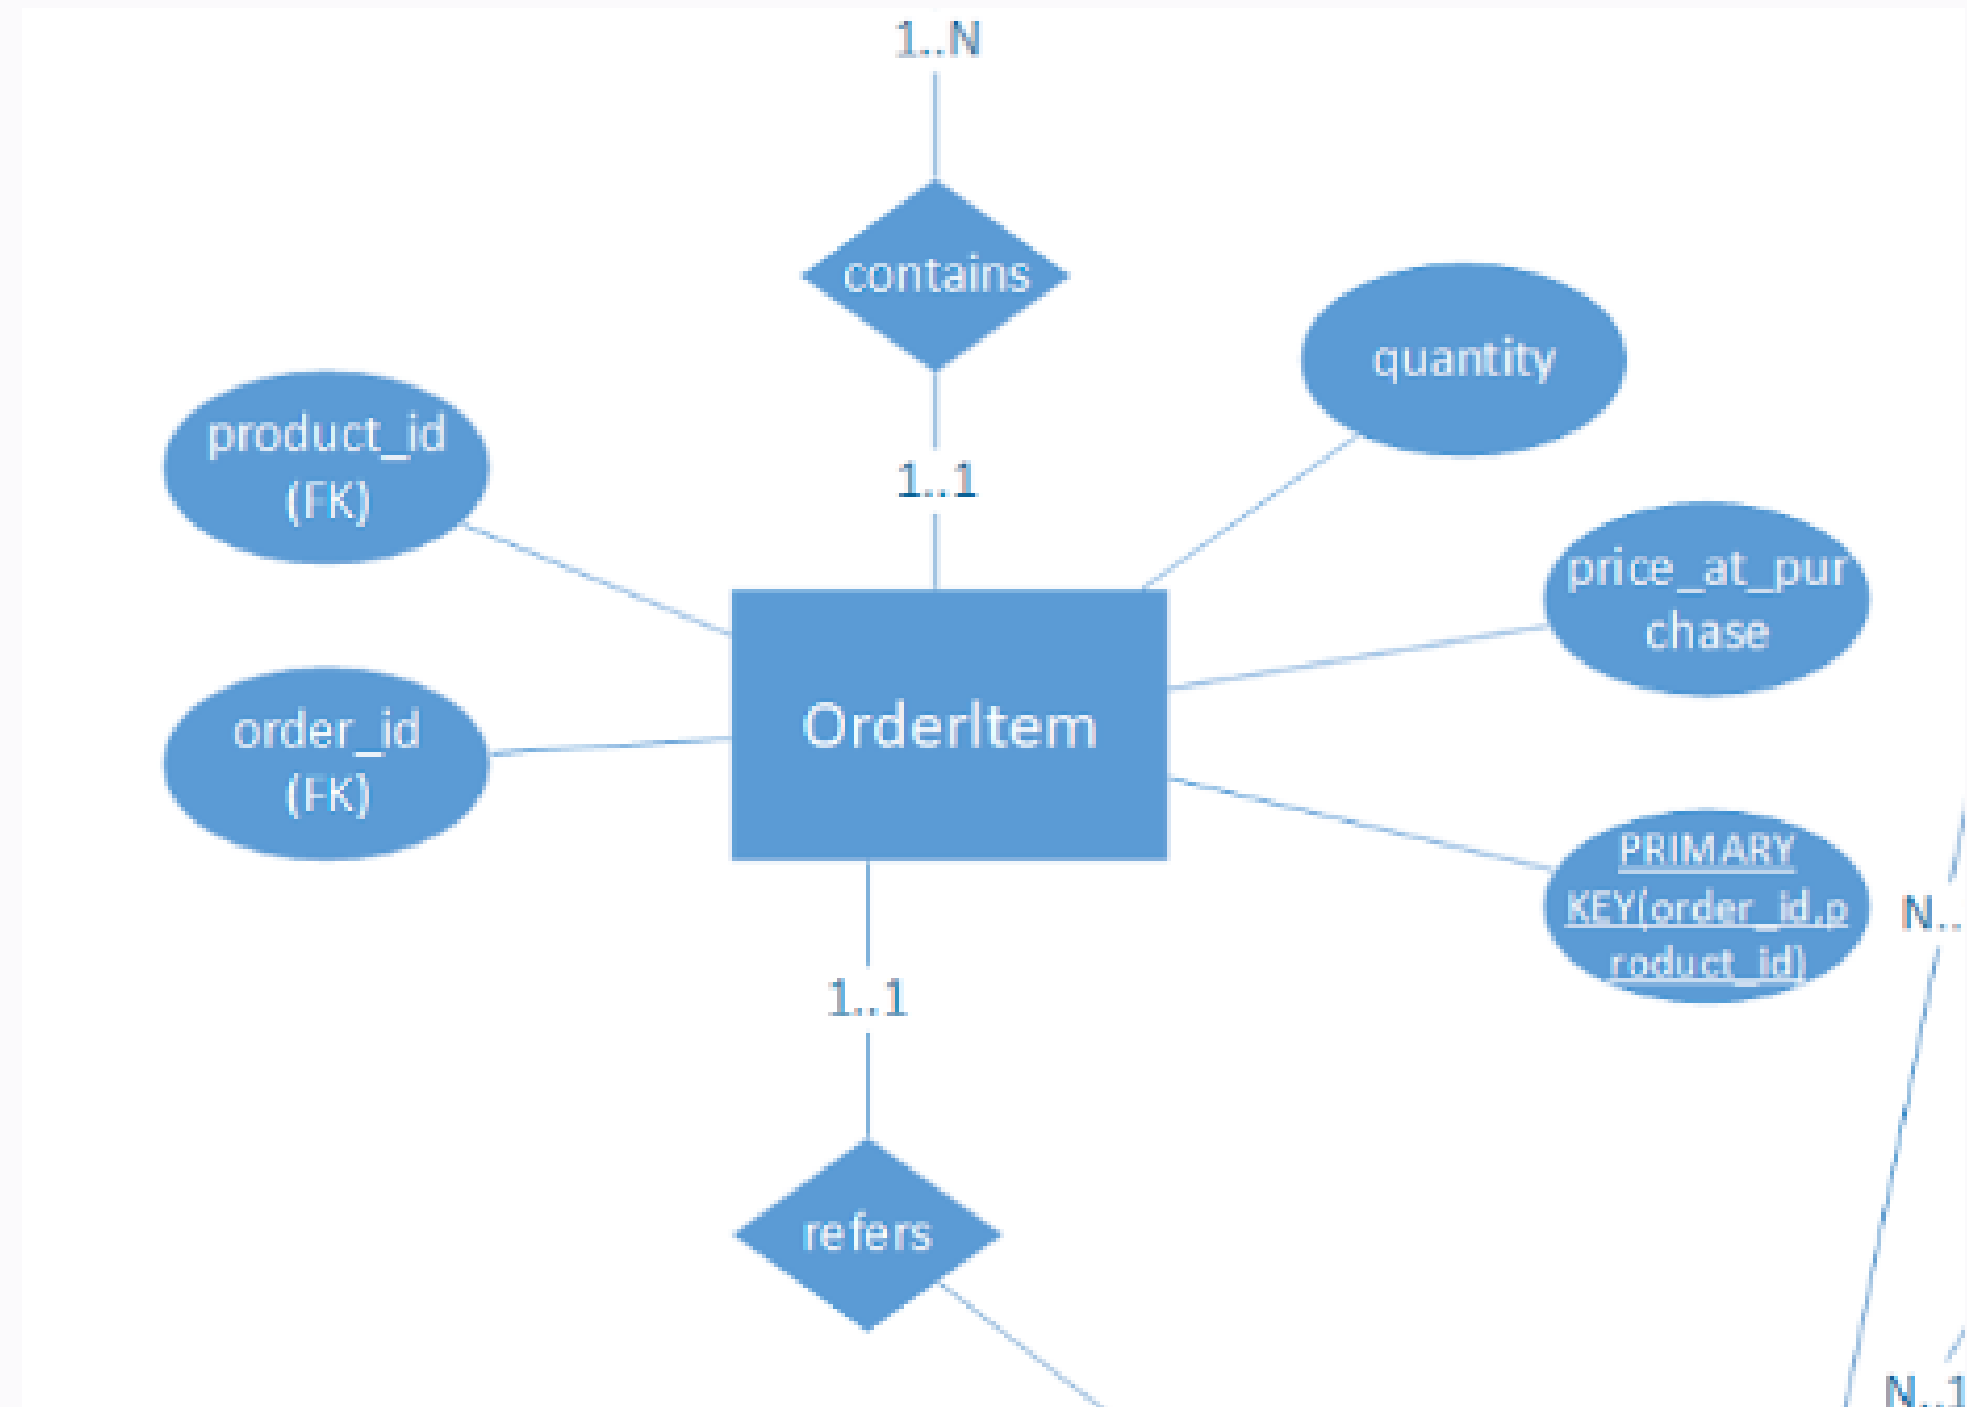 1..N
contains
quantity
product_id
(FK)
1..1
price_at_pur
chase
order_id
(FK)
OrderItem
PRIMARY
KEY(order_id,p
roduct_id)
N..
1..1
refers
N..1